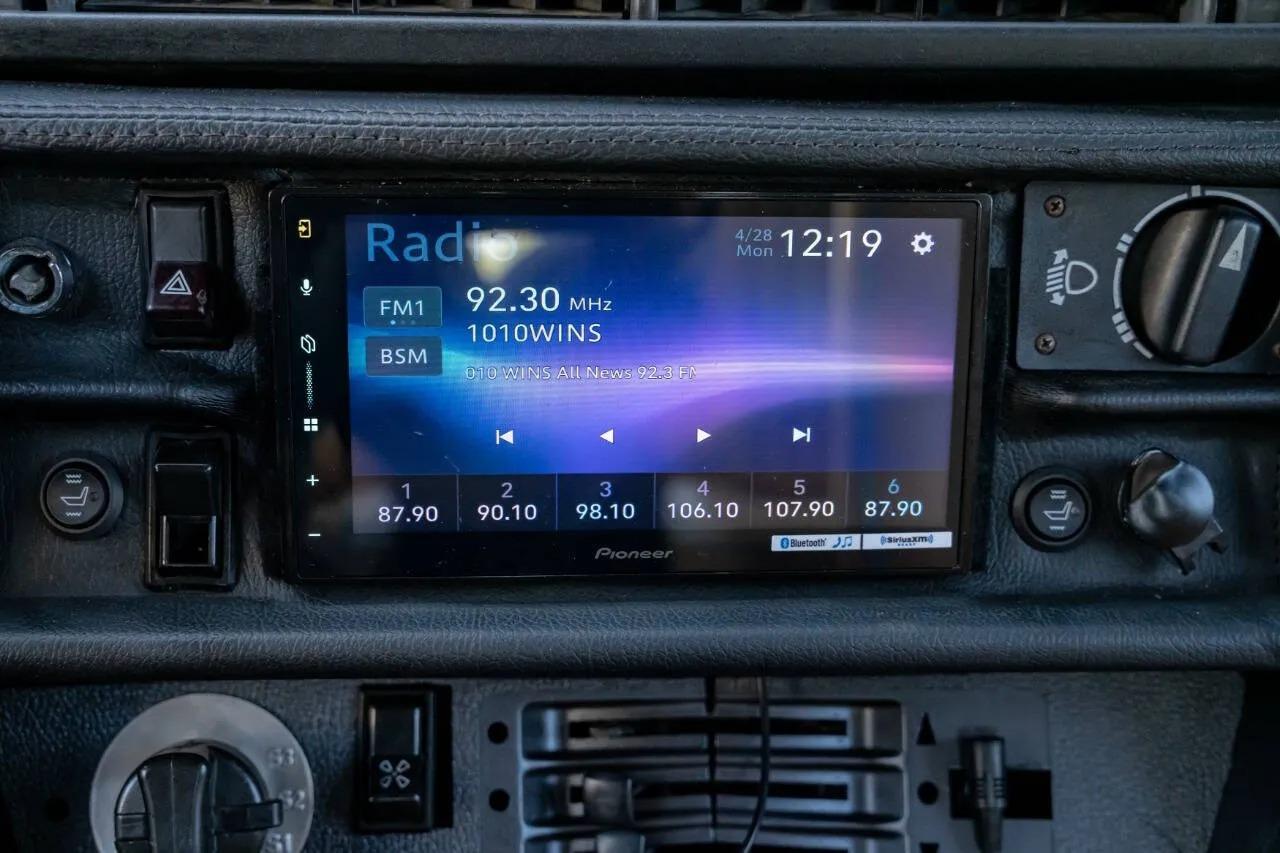 Radio
4/28
Mon
12:19
FM1
92.30 MHz
1010WINS
BSM
010 WINS All News 92.3 FM
1 2 3 4 5 6
87.90 90.10 98.10 106.10 107.90 87.90
Pioneer
Bluetooth
SiriusXM
READY
S3
S2
S1